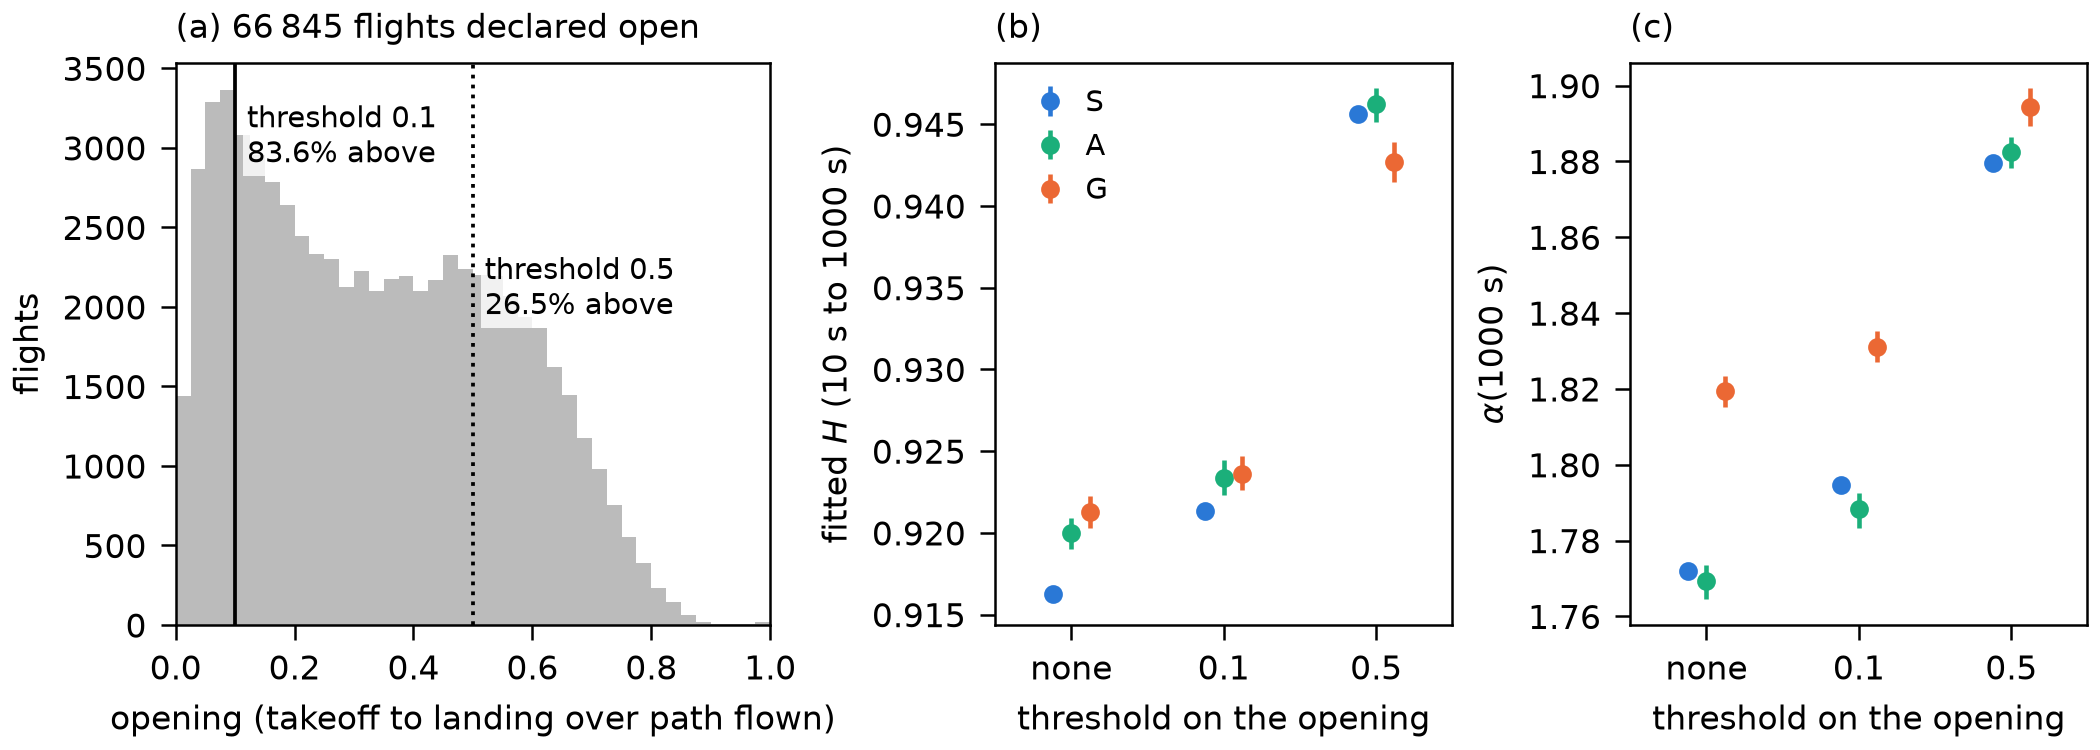 (a) 66 845 flights declared open
3500
3000
2500
2000
1500
1000
500
0
flights
threshold 0.1
83.6% above
threshold 0.5
26.5% above
0.0 0.2 0.4 0.6 0.8 1.0
opening (takeoff to landing over path flown)
(b)
0.945
0.940
0.935
0.930
0.925
0.920
0.915
fitted H (10 s to 1000 s)
S
A
G
none 0.1 0.5
threshold on the opening
(c)
1.90
1.88
1.86
1.84
1.82
1.80
1.78
1.76
α(1000 s)
none 0.1 0.5
threshold on the opening